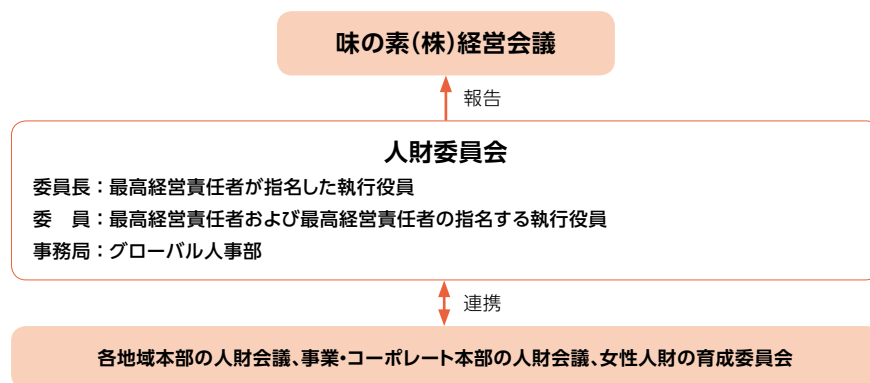 味の素(株)経営会議
報告
人財委員会
委員長：最高経営責任者が指名した執行役員
委　員：最高経営責任者および最高経営責任者の指名する執行役員
事務局：グローバル人事部
連携
各地域本部の人財会議、事業・コーポレート本部の人財会議、女性人財の育成委員会